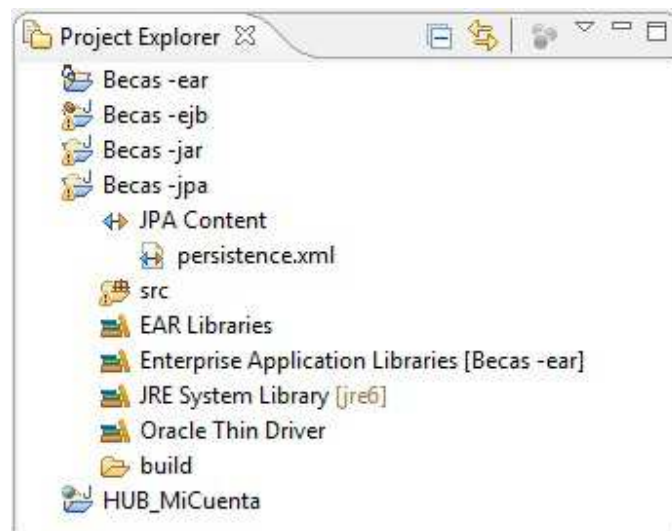 Project Explorer
Becas -ear
Becas -ejb
Becas -jar
Becas -jpa
JPA Content
persistence.xml
src
EAR Libraries
Enterprise Application Libraries [Becas -ear]
JRE System Library [jre6]
Oracle Thin Driver
build
HUB_MiCuenta